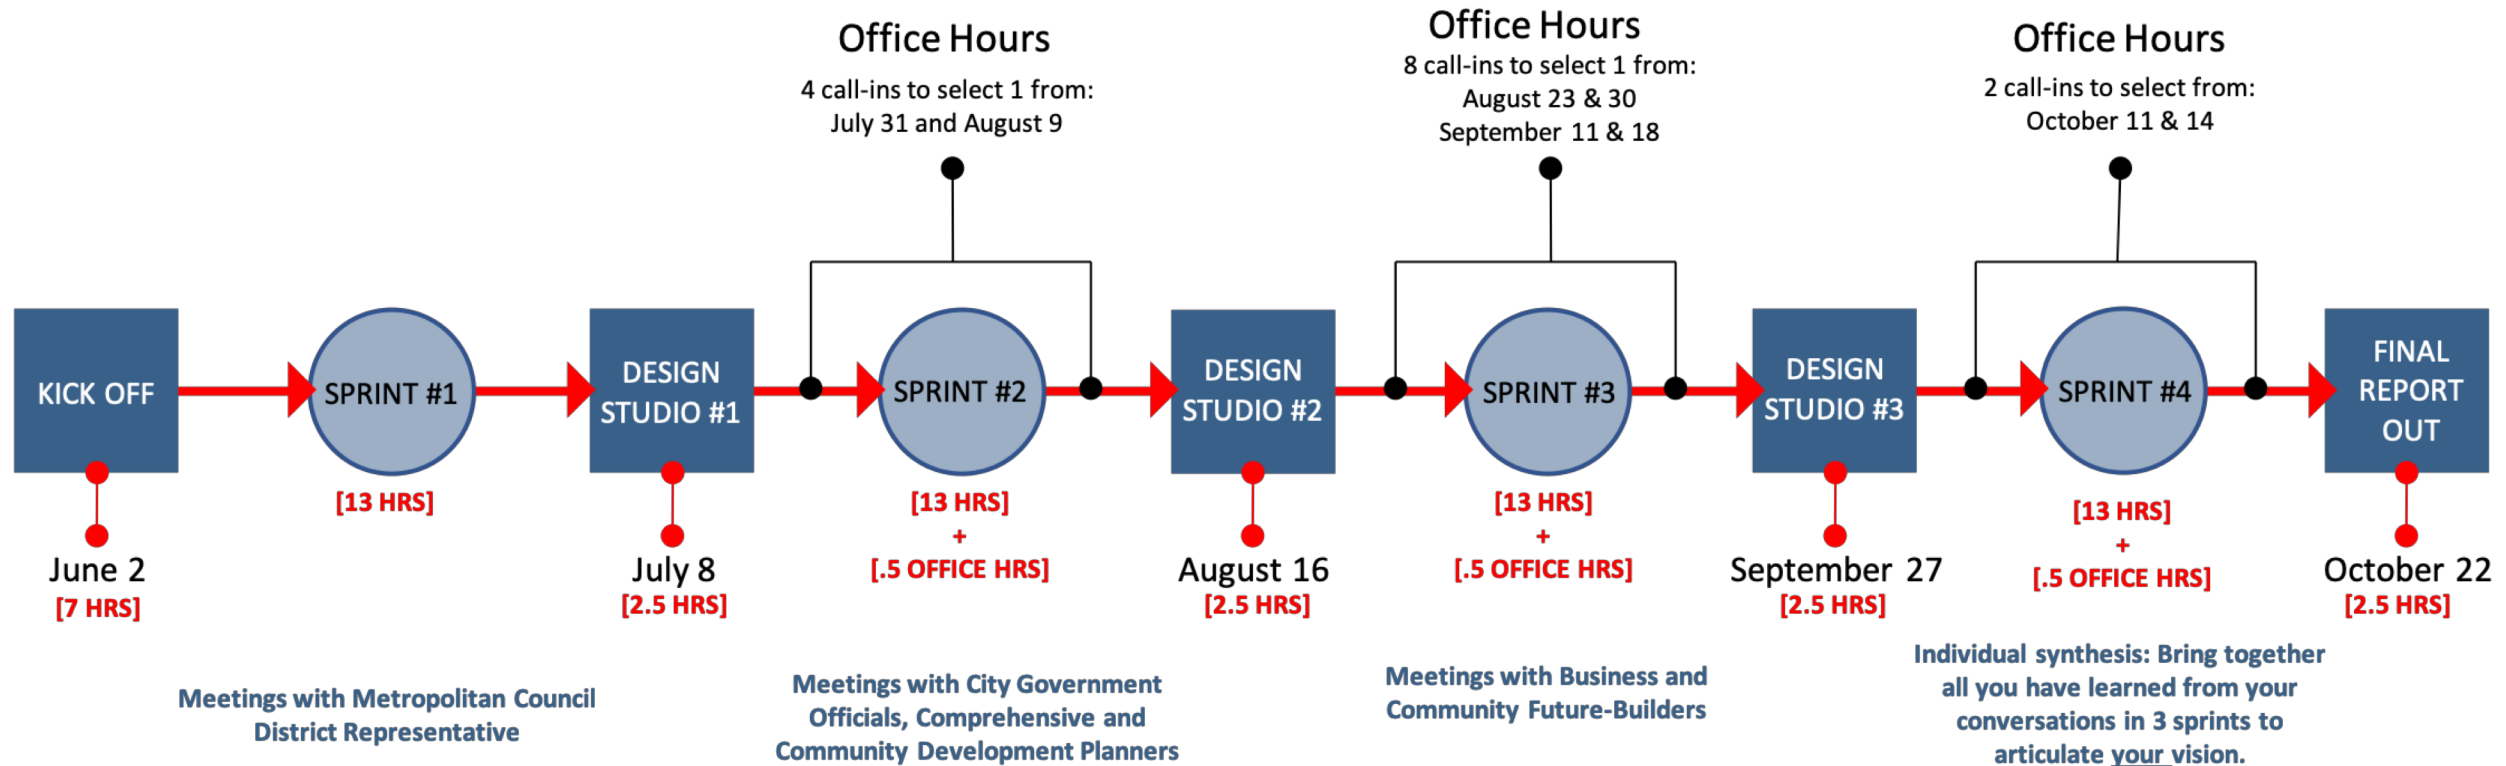 Office Hours
4 call-ins to select 1 from:
July 31 and August 9
Office Hours
8 call-ins to select 1 from:
August 23 & 30
September 11 & 18
Office Hours
2 call-ins to select from:
October 11 & 14
KICK OFF
SPRINT #1
DESIGN
STUDIO #1
SPRINT #2
DESIGN
STUDIO #2
SPRINT #3
DESIGN
STUDIO #3
SPRINT #4
FINAL
REPORT
OUT
June 2
[7 HRS]
[13 HRS]
July 8
[2.5 HRS]
[13 HRS]
+
[.5 OFFICE HRS]
August 16
[2.5 HRS]
[13 HRS]
+
[.5 OFFICE HRS]
September 27
[2.5 HRS]
[13 HRS]
+
[.5 OFFICE HRS]
October 22
[2.5 HRS]
Meetings with Metropolitan Council
District Representative
Meetings with City Government
Officials, Comprehensive and
Community Development Planners
Meetings with Business and
Community Future-Builders
Individual synthesis: Bring together
all you have learned from your
conversations in 3 sprints to
articulate your vision.